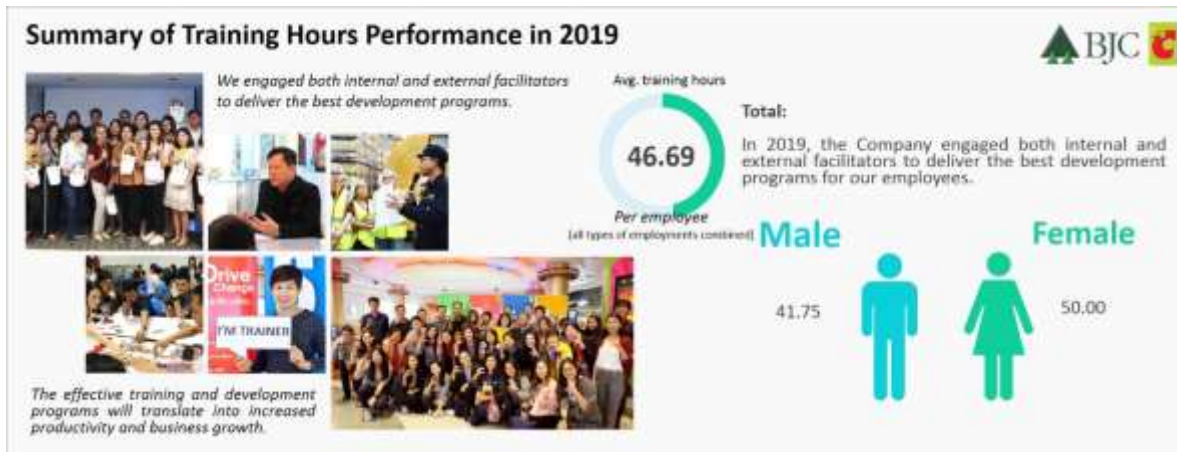 Summary of Training Hours Performance in 2019
BJC
We engaged both internal and external facilitators
to deliver the best development programs.
Avg. training hours
46.69
Per employee
(all types of employments combined)
Total:
In 2019, the Company engaged both internal and
external facilitators to deliver the best development
programs for our employees.
Male
Female
41.75
50.00
Drive
Change
I'M TRAINER
The effective training and development
programs will translate into increased
productivity and business growth.